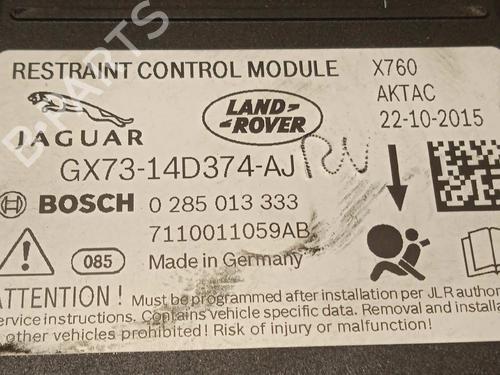 RESTRAINT CONTROL MODULE X760
AKTAC
JAGUAR LAND-ROVER 22-10-2015
GX73-14D374-AJ
BOSCH 0 285 013 333
7110011059AB
085 Made in Germany
ATTENTION ! Must be programmed after installation per JLR author
ervice instructions. Contains vehicle specific data. Removal and installa
other vehicles prohibited! Risk of injury or malfunction!